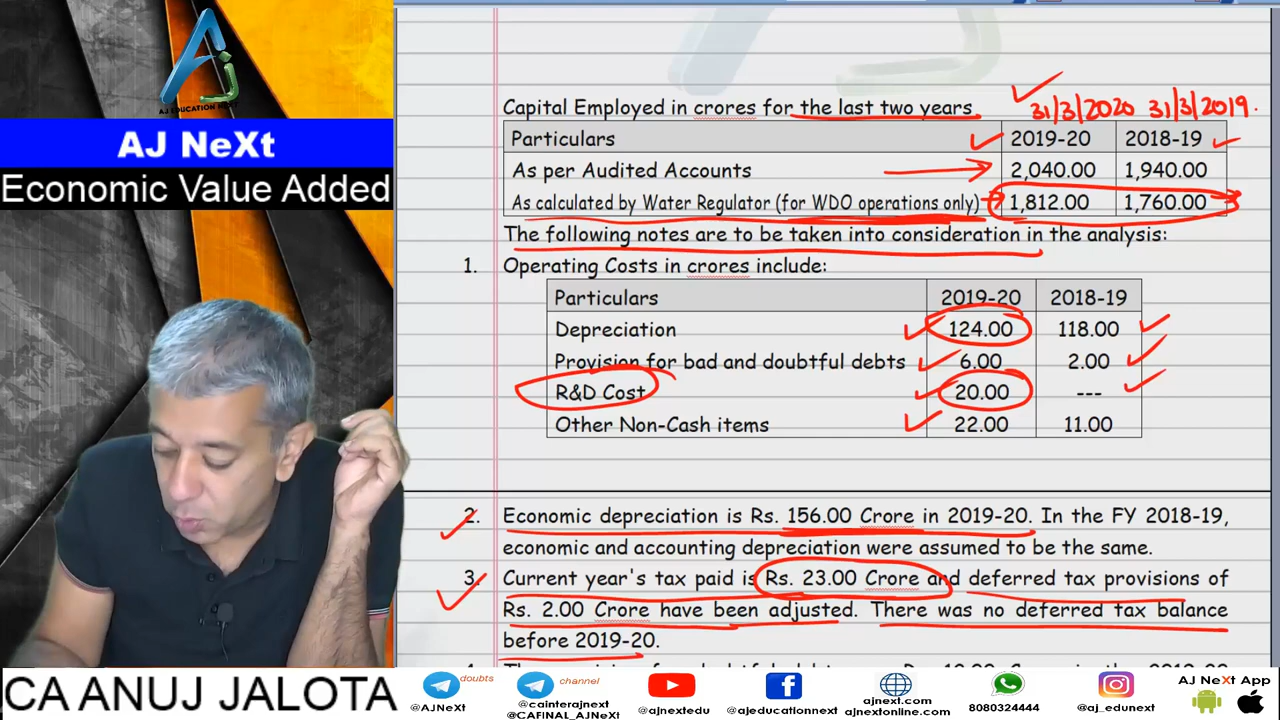 AJ EDUCATION NEXT
AJ NeXt
Economic Value Added
Capital Employed in crores for the last two years. 31/3/2020 31/3/2019.
Particulars 2019-20 2018-19
As per Audited Accounts 2,040.00 1,940.00
As calculated by Water Regulator (for WDO operations only) 1,812.00 1,760.00
The following notes are to be taken into consideration in the analysis:
1. Operating Costs in crores include:
Particulars 2019-20 2018-19
Depreciation 124.00 118.00
Provision for bad and doubtful debts 6.00 2.00
R&D Cost 20.00 ---
Other Non-Cash items 22.00 11.00
2. Economic depreciation is Rs. 156.00 Crore in 2019-20. In the FY 2018-19,
economic and accounting depreciation were assumed to be the same.
3. Current year's tax paid is Rs. 23.00 Crore and deferred tax provisions of
Rs. 2.00 Crore have been adjusted. There was no deferred tax balance
before 2019-20.
CA ANUJ JALOTA
doubts
@AJNeXt
channel
@cainterajnext
@CAFINAL_AJNeXt
@ajnextedu
@ajeducationnext
ajnext.com
ajnextonline.com
8080324444
@aj_edunext
AJ NeXt App